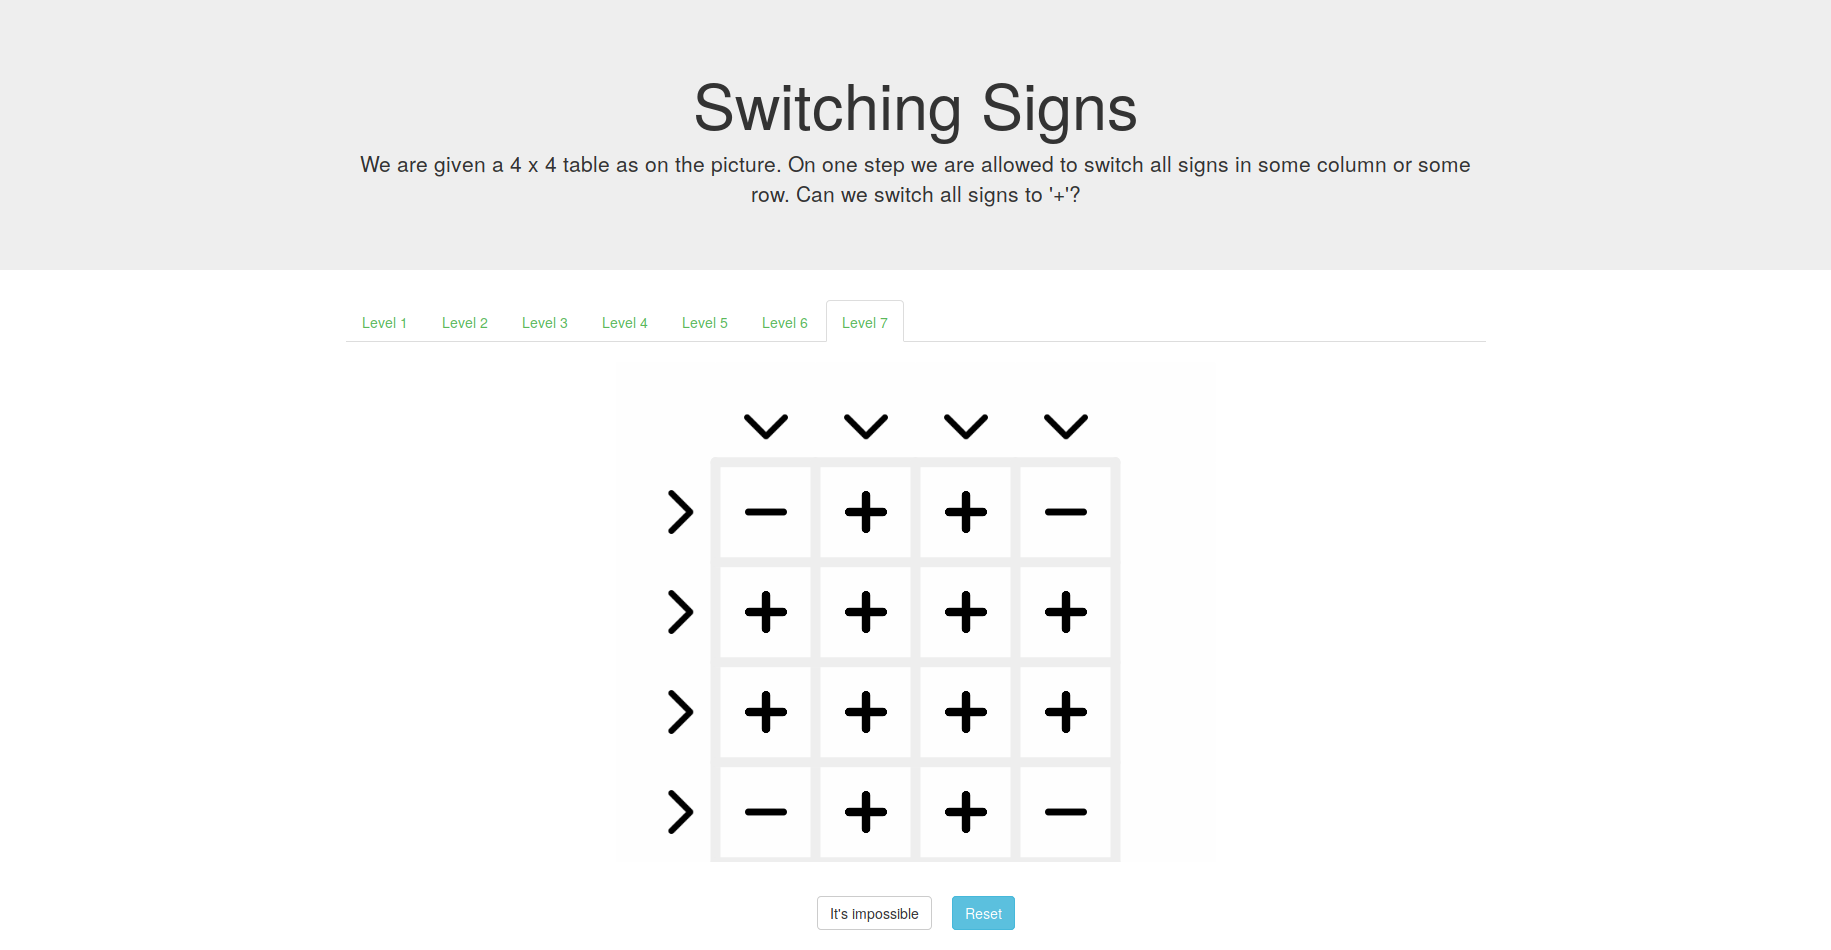 Switching Signs
We are given a 4 x 4 table as on the picture. On one step we are allowed to switch all signs in some column or some
row. Can we switch all signs to '+'?
Level 1 Level 2 Level 3 Level 4 Level 5 Level 6 Level 7
− + + −
+ + + +
+ + + +
− + + −
It's impossible Reset